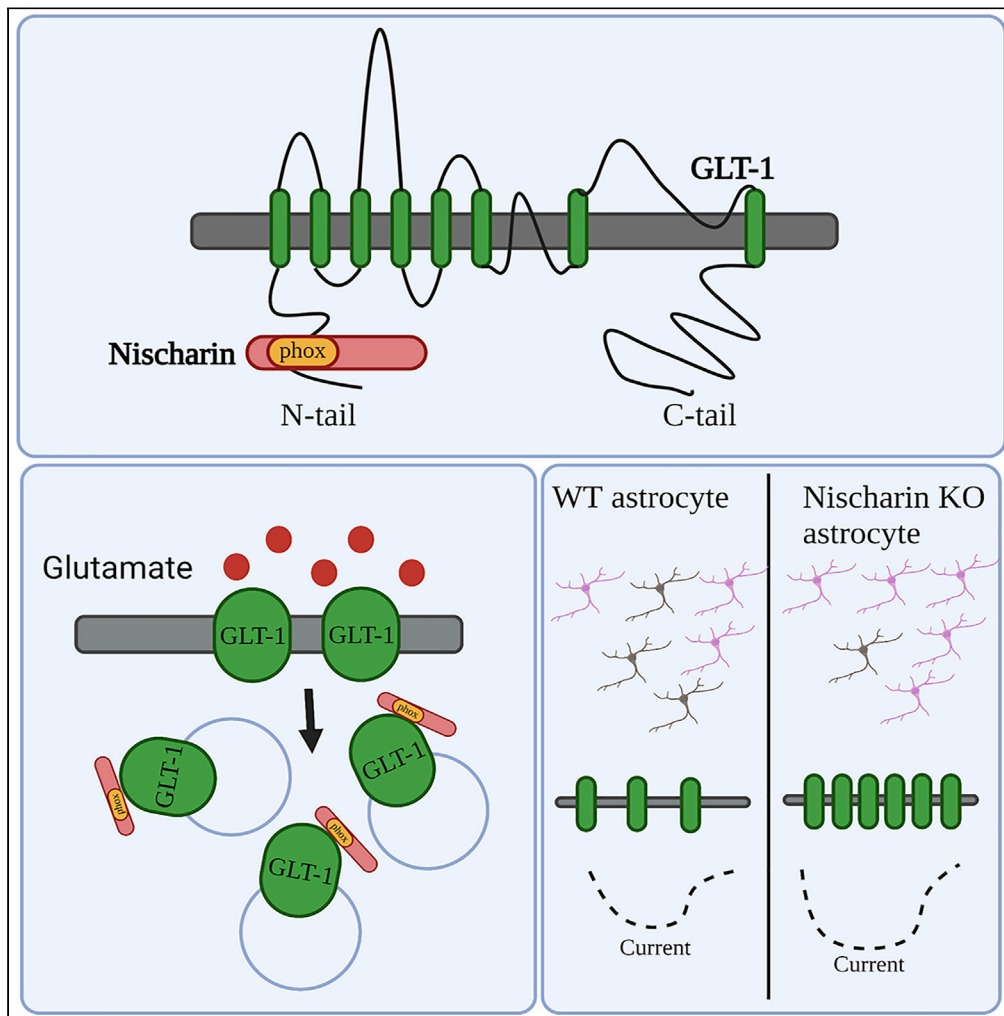 GLT-1
Nischarin
phox
N-tail
C-tail
Glutamate
GLT-1
GLT-1
phox
GLT-1
GLT-1
phox
phox
GLT-1
WT astrocyte
Nischarin KO
astrocyte
Current
Current